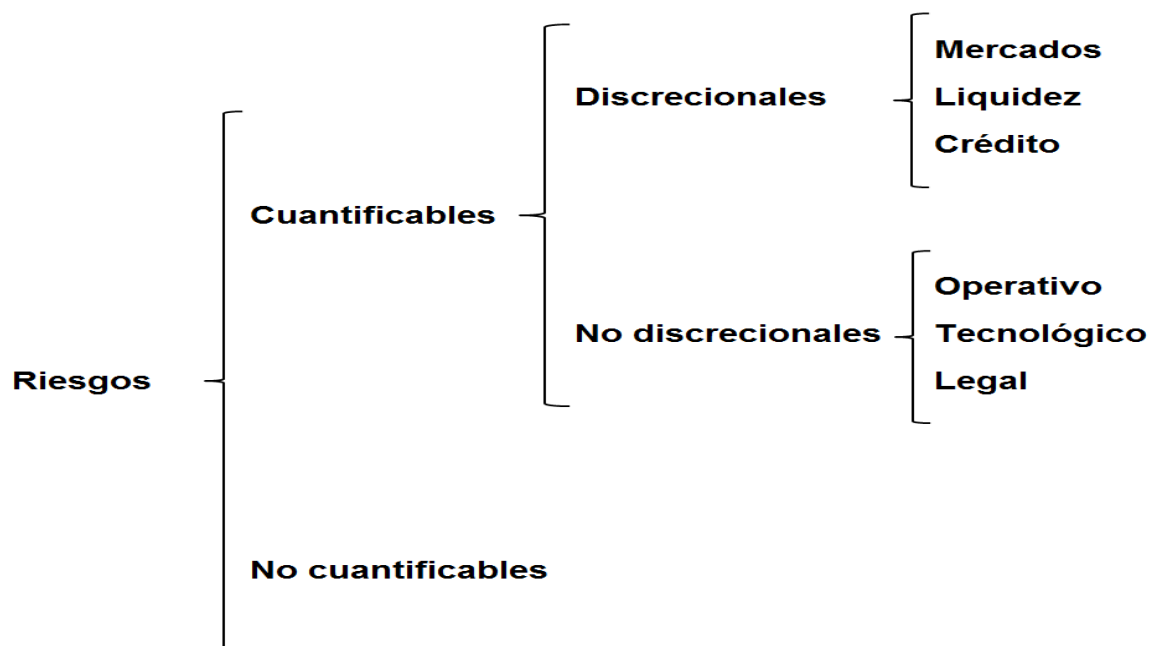 Riesgos
Cuantificables
Discrecionales
Mercados
Liquidez
Crédito
No discrecionales
Operativo
Tecnológico
Legal
No cuantificables